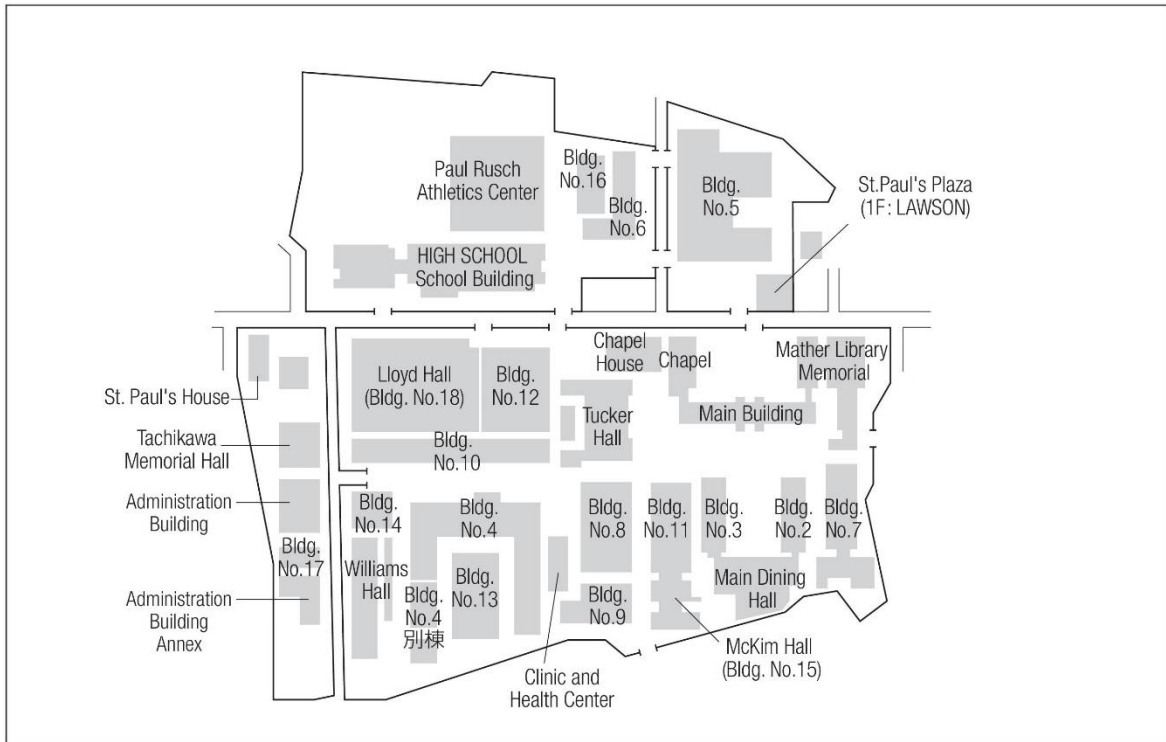 Paul Rusch
Athletics Center
Bldg.
No.16
Bldg.
No.6
Bldg.
No.5
St.Paul's Plaza
(1F: LAWSON)
HIGH SCHOOL
School Building
St. Paul's House
Lloyd Hall
(Bldg. No.18)
Bldg.
No.12
Chapel
House
Chapel
Mather Library
Memorial
Main Building
Tucker
Hall
Tachikawa
Memorial Hall
Bldg.
No.10
Administration
Building
Bldg.
No.14
Bldg.
No.4
Bldg.
No.8
Bldg.
No.11
Bldg.
No.3
Bldg.
No.2
Bldg.
No.7
Bldg.
No.17
Williams
Hall
Bldg.
No.4
別棟
Bldg.
No.13
Bldg.
No.9
Main Dining
Hall
Administration
Building
Annex
Clinic and
Health Center
McKim Hall
(Bldg. No.15)